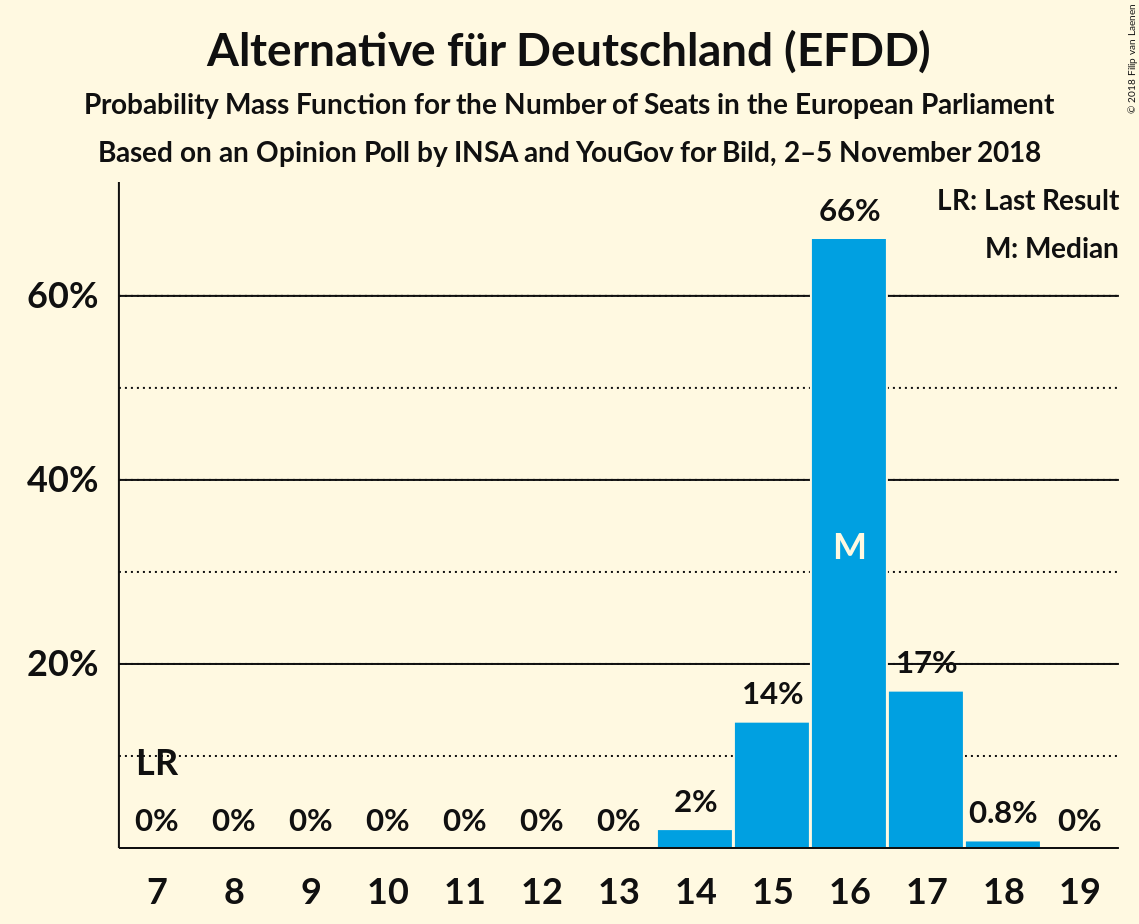 Alternative für Deutschland (EFDD)
Probability Mass Function for the Number of Seats in the European Parliament
Based on an Opinion Poll by INSA and YouGov for Bild, 2–5 November 2018
© 2018 Filip van Laenen
LR: Last Result
M: Median
66%
60%
40%
M
20%
17%
14%
LR
2%
0.8%
0% 0% 0% 0% 0% 0% 0% 0%
7 8 9 10 11 12 13 14 15 16 17 18 19